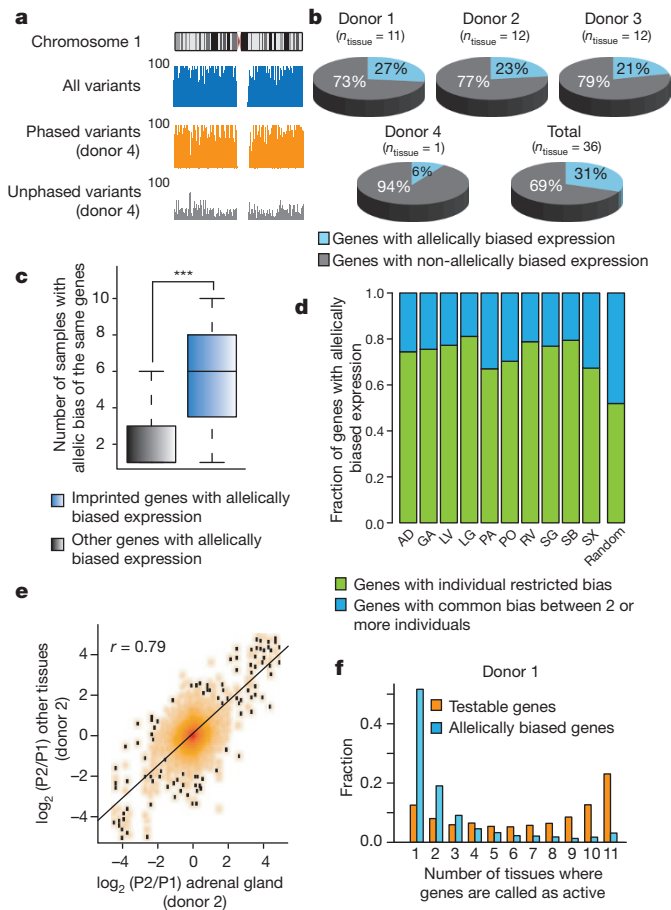 a
Chromosome 1
100
All variants
100
Phased variants
(donor 4)
100
Unphased variants
(donor 4)
b
Donor 1
(n_tissue = 11)
27%
73%
Donor 2
(n_tissue = 12)
23%
77%
Donor 3
(n_tissue = 12)
21%
79%
Donor 4
(n_tissue = 1)
6%
94%
Total
(n_tissue = 36)
31%
69%
Genes with allelically biased expression
Genes with non-allelically biased expression
c
Number of samples with
allelic bias of the same genes
10
8
6
4
2
***
Imprinted genes with allelically
biased expression
Other genes with allelically
biased expression
d
Fraction of genes with allelically
biased expression
1.0
0.8
0.6
0.4
0.2
0.0
AD
GA
LV
LG
PA
PO
RV
SG
SB
SX
Random
Genes with individual restricted bias
Genes with common bias between 2 or
more individuals
e
log2 (P2/P1) other tissues
(donor 2)
r = 0.79
4
2
0
−2
−4
−4
−2
0
2
4
log2 (P2/P1) adrenal gland
(donor 2)
f
Donor 1
Testable genes
Allelically biased genes
Fraction
0.4
0.2
0.0
1 2 3 4 5 6 7 8 9 10 11
Number of tissues where
genes are called as active